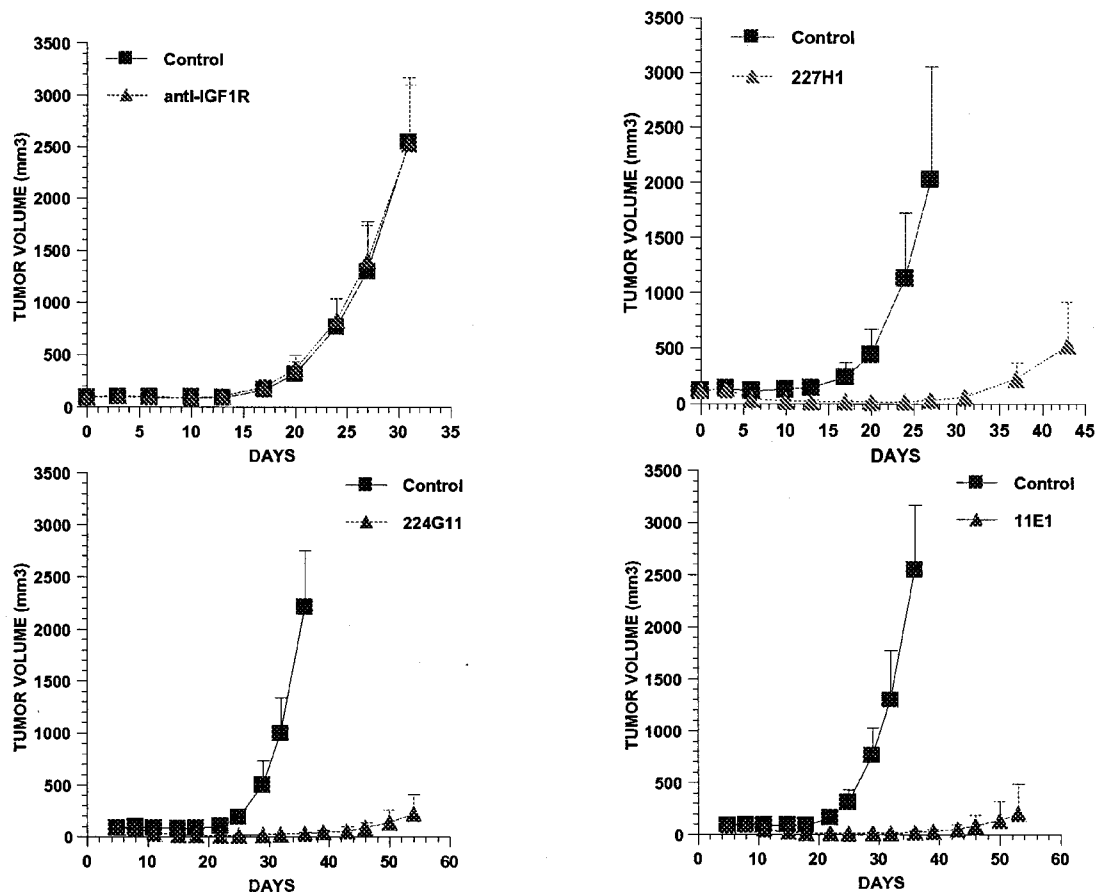 3500
3000
2500
2000
1500
1000
500
0
TUMOR VOLUME (mm3)
Control
anti-IGF1R
0 5 10 15 20 25 30 35
DAYS
3500
3000
2500
2000
1500
1000
500
0
TUMOR VOLUME (mm3)
Control
227H1
0 5 10 15 20 25 30 35 40 45
DAYS
3500
3000
2500
2000
1500
1000
500
0
TUMOR VOLUME (mm3)
Control
224G11
0 10 20 30 40 50 60
DAYS
3500
3000
2500
2000
1500
1000
500
0
TUMOR VOLUME (mm3)
Control
11E1
0 10 20 30 40 50 60
DAYS